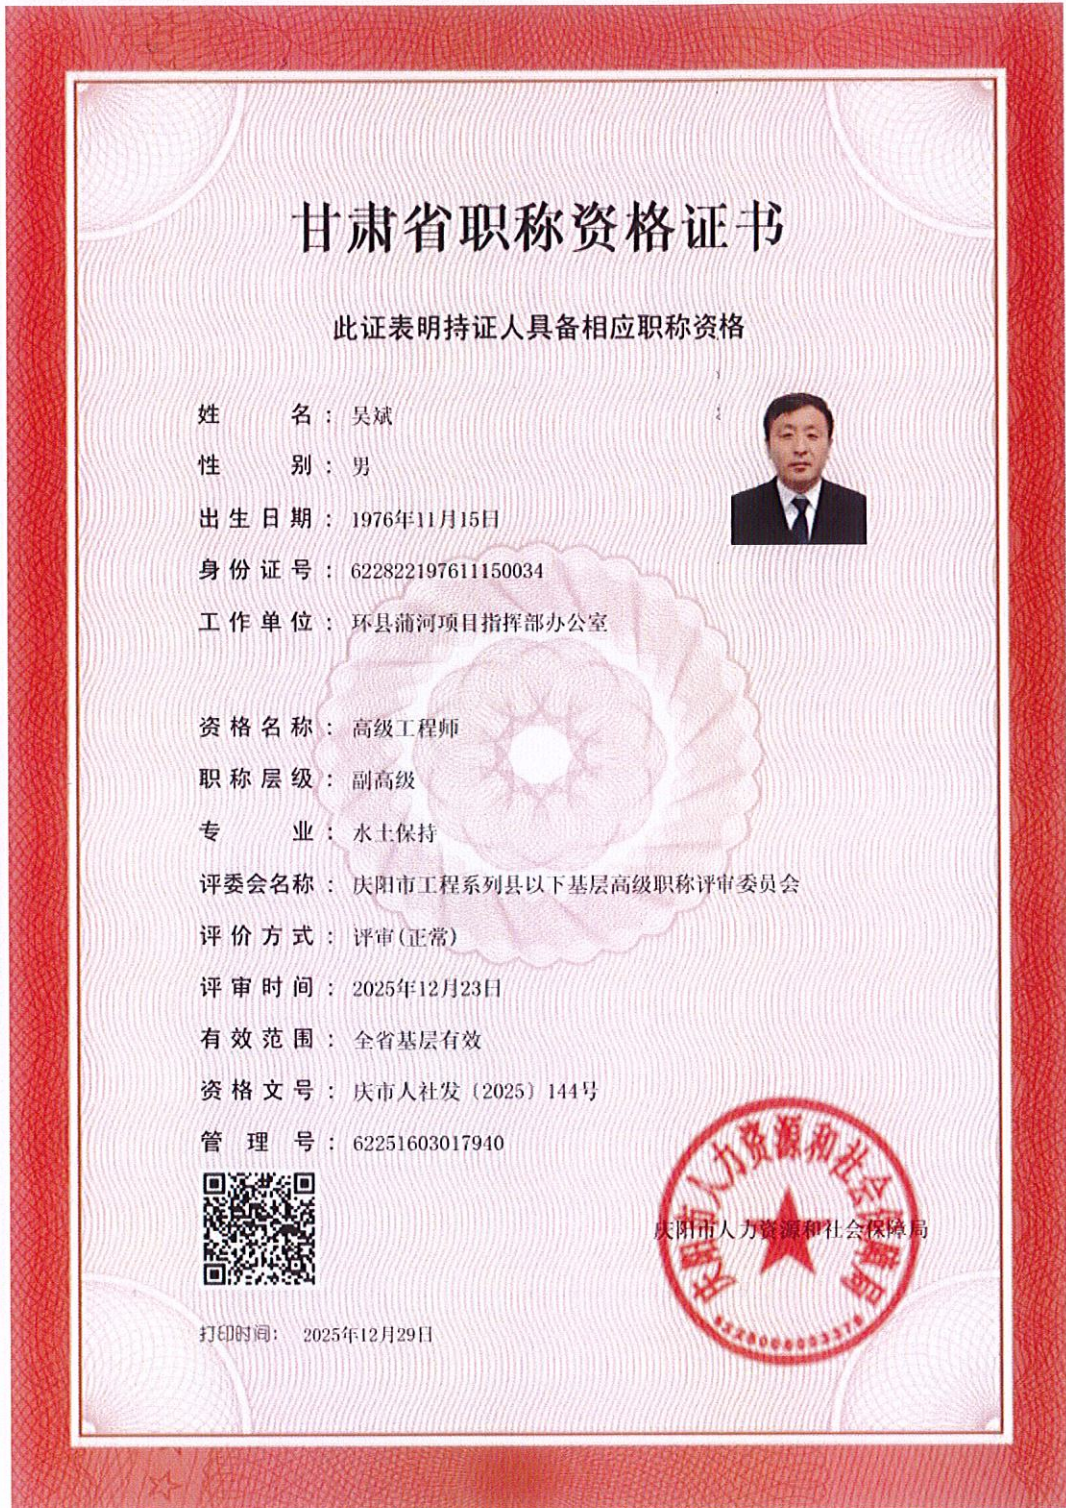 甘肃省职称资格证书
此证表明持证人具备相应职称资格
姓名：吴斌
性别：男
出生日期：1976年11月15日
身份证号：622822197611150034
工作单位：环县蒲河项目指挥部办公室
资格名称：高级工程师
职称层级：副高级
专业：水土保持
评委会名称：庆阳市工程系列县以下基层高级职称评审委员会
评价方式：评审(正常)
评审时间：2025年12月23日
有效范围：全省基层有效
资格文号：庆市人社发〔2025〕144号
管理号：62251603017940
庆阳市人力资源和社会保障局
庆阳市人力资源和社会保障局
打印时间： 2025年12月29日